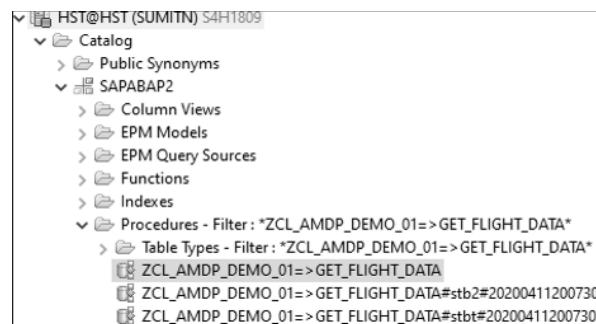 HST@HST (SUMITN) S4H1809
Catalog
Public Synonyms
SAPABAP2
Column Views
EPM Models
EPM Query Sources
Functions
Indexes
Procedures - Filter : *ZCL_AMDP_DEMO_01=>GET_FLIGHT_DATA*
Table Types - Filter : *ZCL_AMDP_DEMO_01=>GET_FLIGHT_DATA*
ZCL_AMDP_DEMO_01=>GET_FLIGHT_DATA
ZCL_AMDP_DEMO_01=>GET_FLIGHT_DATA#stb2#20200411200730
ZCL_AMDP_DEMO_01=>GET_FLIGHT_DATA#stbt#20200411200730